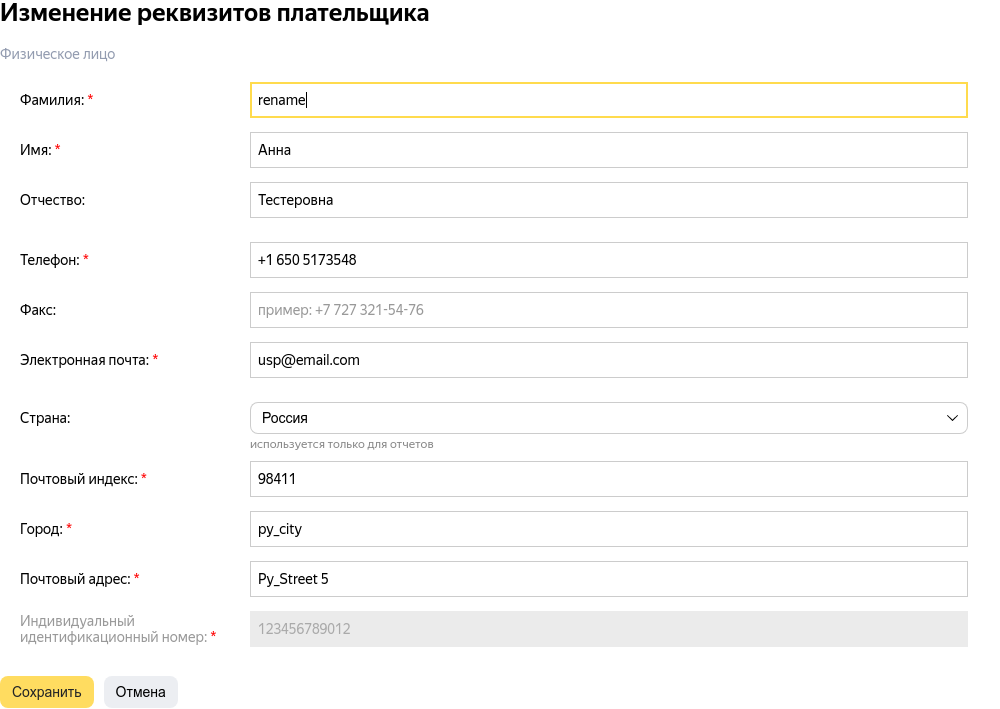 Изменение реквизитов плательщика
Физическое лицо
Фамилия: * rename
Имя: * Анна
Отчество: Тестеровна
Телефон: * +1 650 5173548
Факс: пример: +7 727 321-54-76
Электронная почта: * usp@email.com
Страна: Россия
используется только для отчетов
Почтовый индекс: * 98411
Город: * py_city
Почтовый адрес: * Py_Street 5
Индивидуальный
идентификационный номер: * 123456789012
Сохранить Отмена